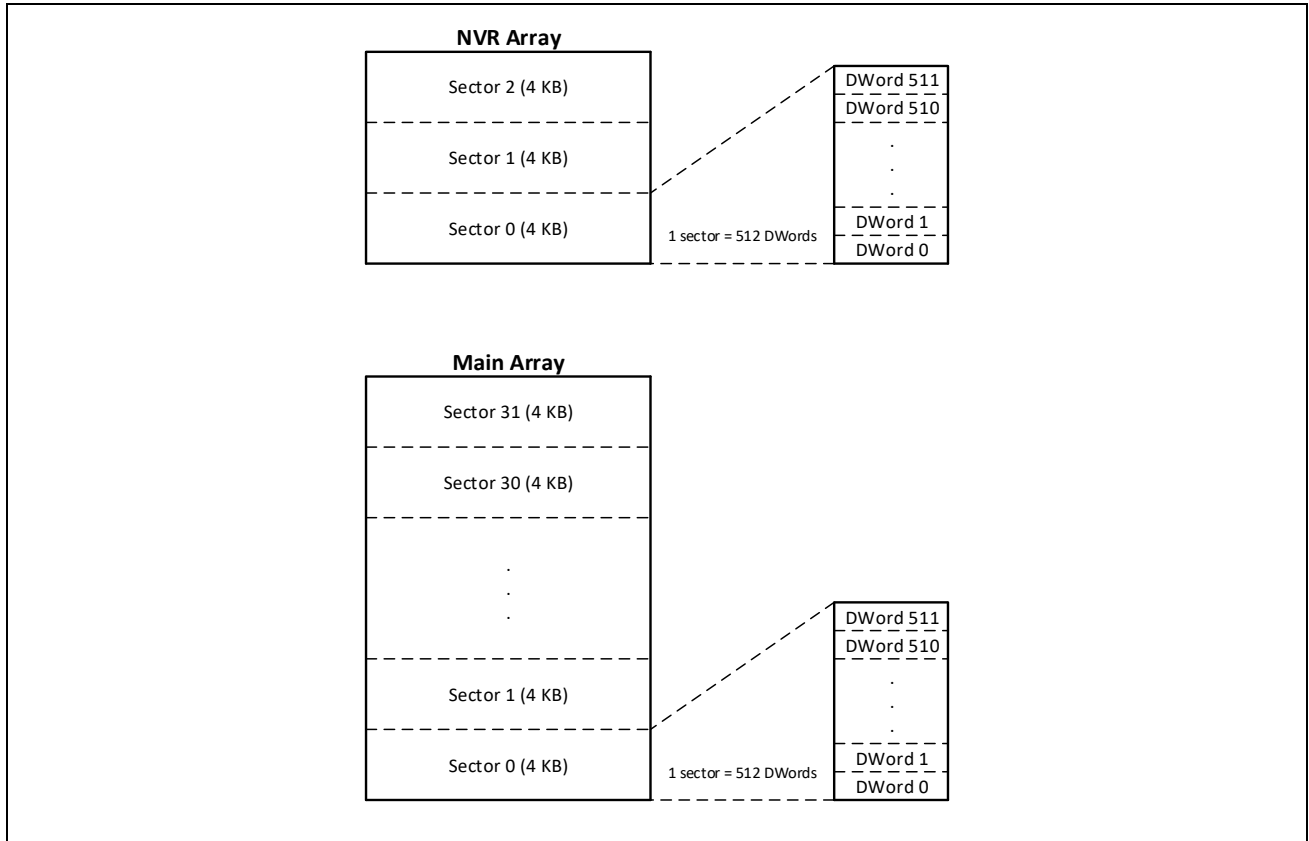 NVR Array
Sector 2 (4 KB)
Sector 1 (4 KB)
Sector 0 (4 KB)
1 sector = 512 DWords
DWord 511
DWord 510
.
.
.
DWord 1
DWord 0
Main Array
Sector 31 (4 KB)
Sector 30 (4 KB)
.
.
.
Sector 1 (4 KB)
Sector 0 (4 KB)
1 sector = 512 DWords
DWord 511
DWord 510
.
.
.
DWord 1
DWord 0